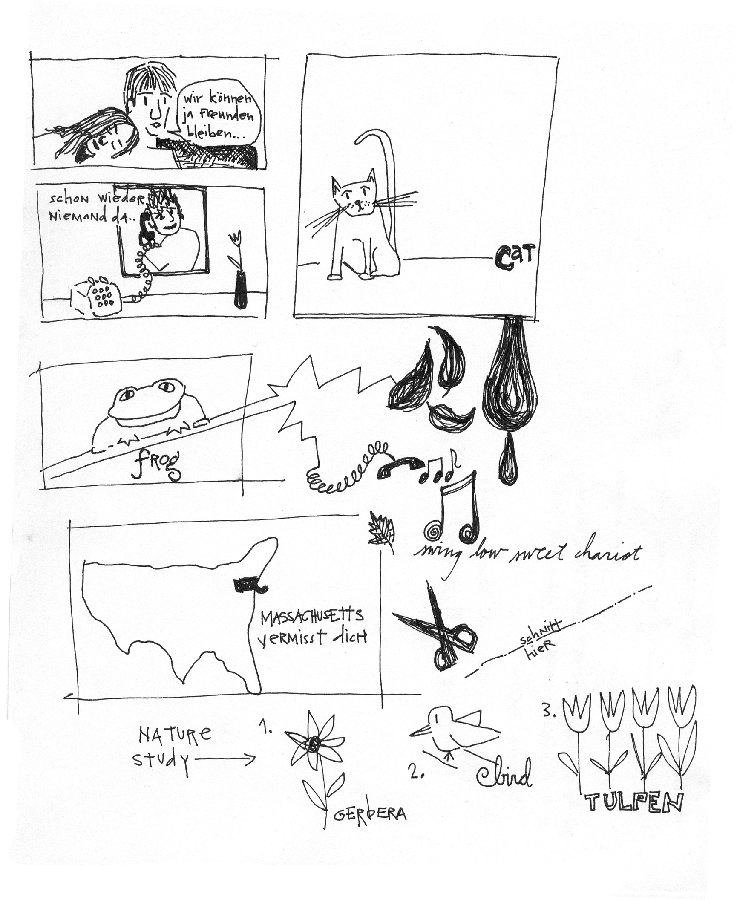 wir können
ja freunden
bleiben...
schon wieder
niemand da..
cat
frog
swing low sweet chariot
MASSACHUSETTS
vermisst dich
schnitt
hier
NATURE
study
1.
GERbERA
2.
bird
3.
TULPEN